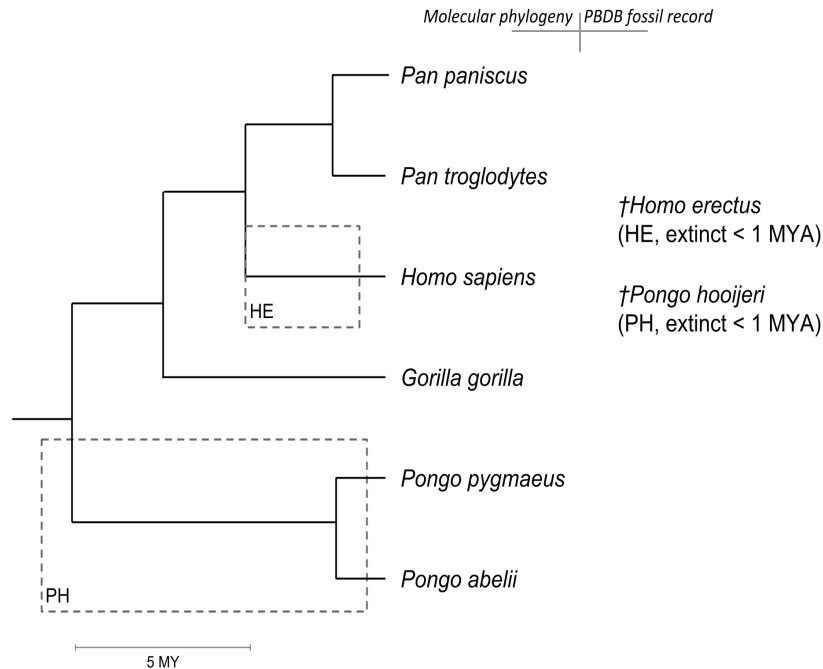 Molecular phylogeny PBDB fossil record
Pan paniscus
Pan troglodytes
†Homo erectus
(HE, extinct < 1 MYA)
Homo sapiens
HE
†Pongo hooijeri
(PH, extinct < 1 MYA)
Gorilla gorilla
Pongo pygmaeus
Pongo abelii
PH
5 MY